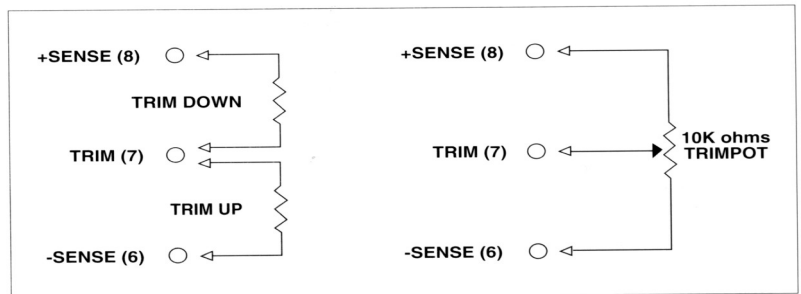 +SENSE (8)
TRIM DOWN
TRIM (7)
TRIM UP
-SENSE (6)
+SENSE (8)
TRIM (7)
10K ohms
TRIMPOT
-SENSE (6)